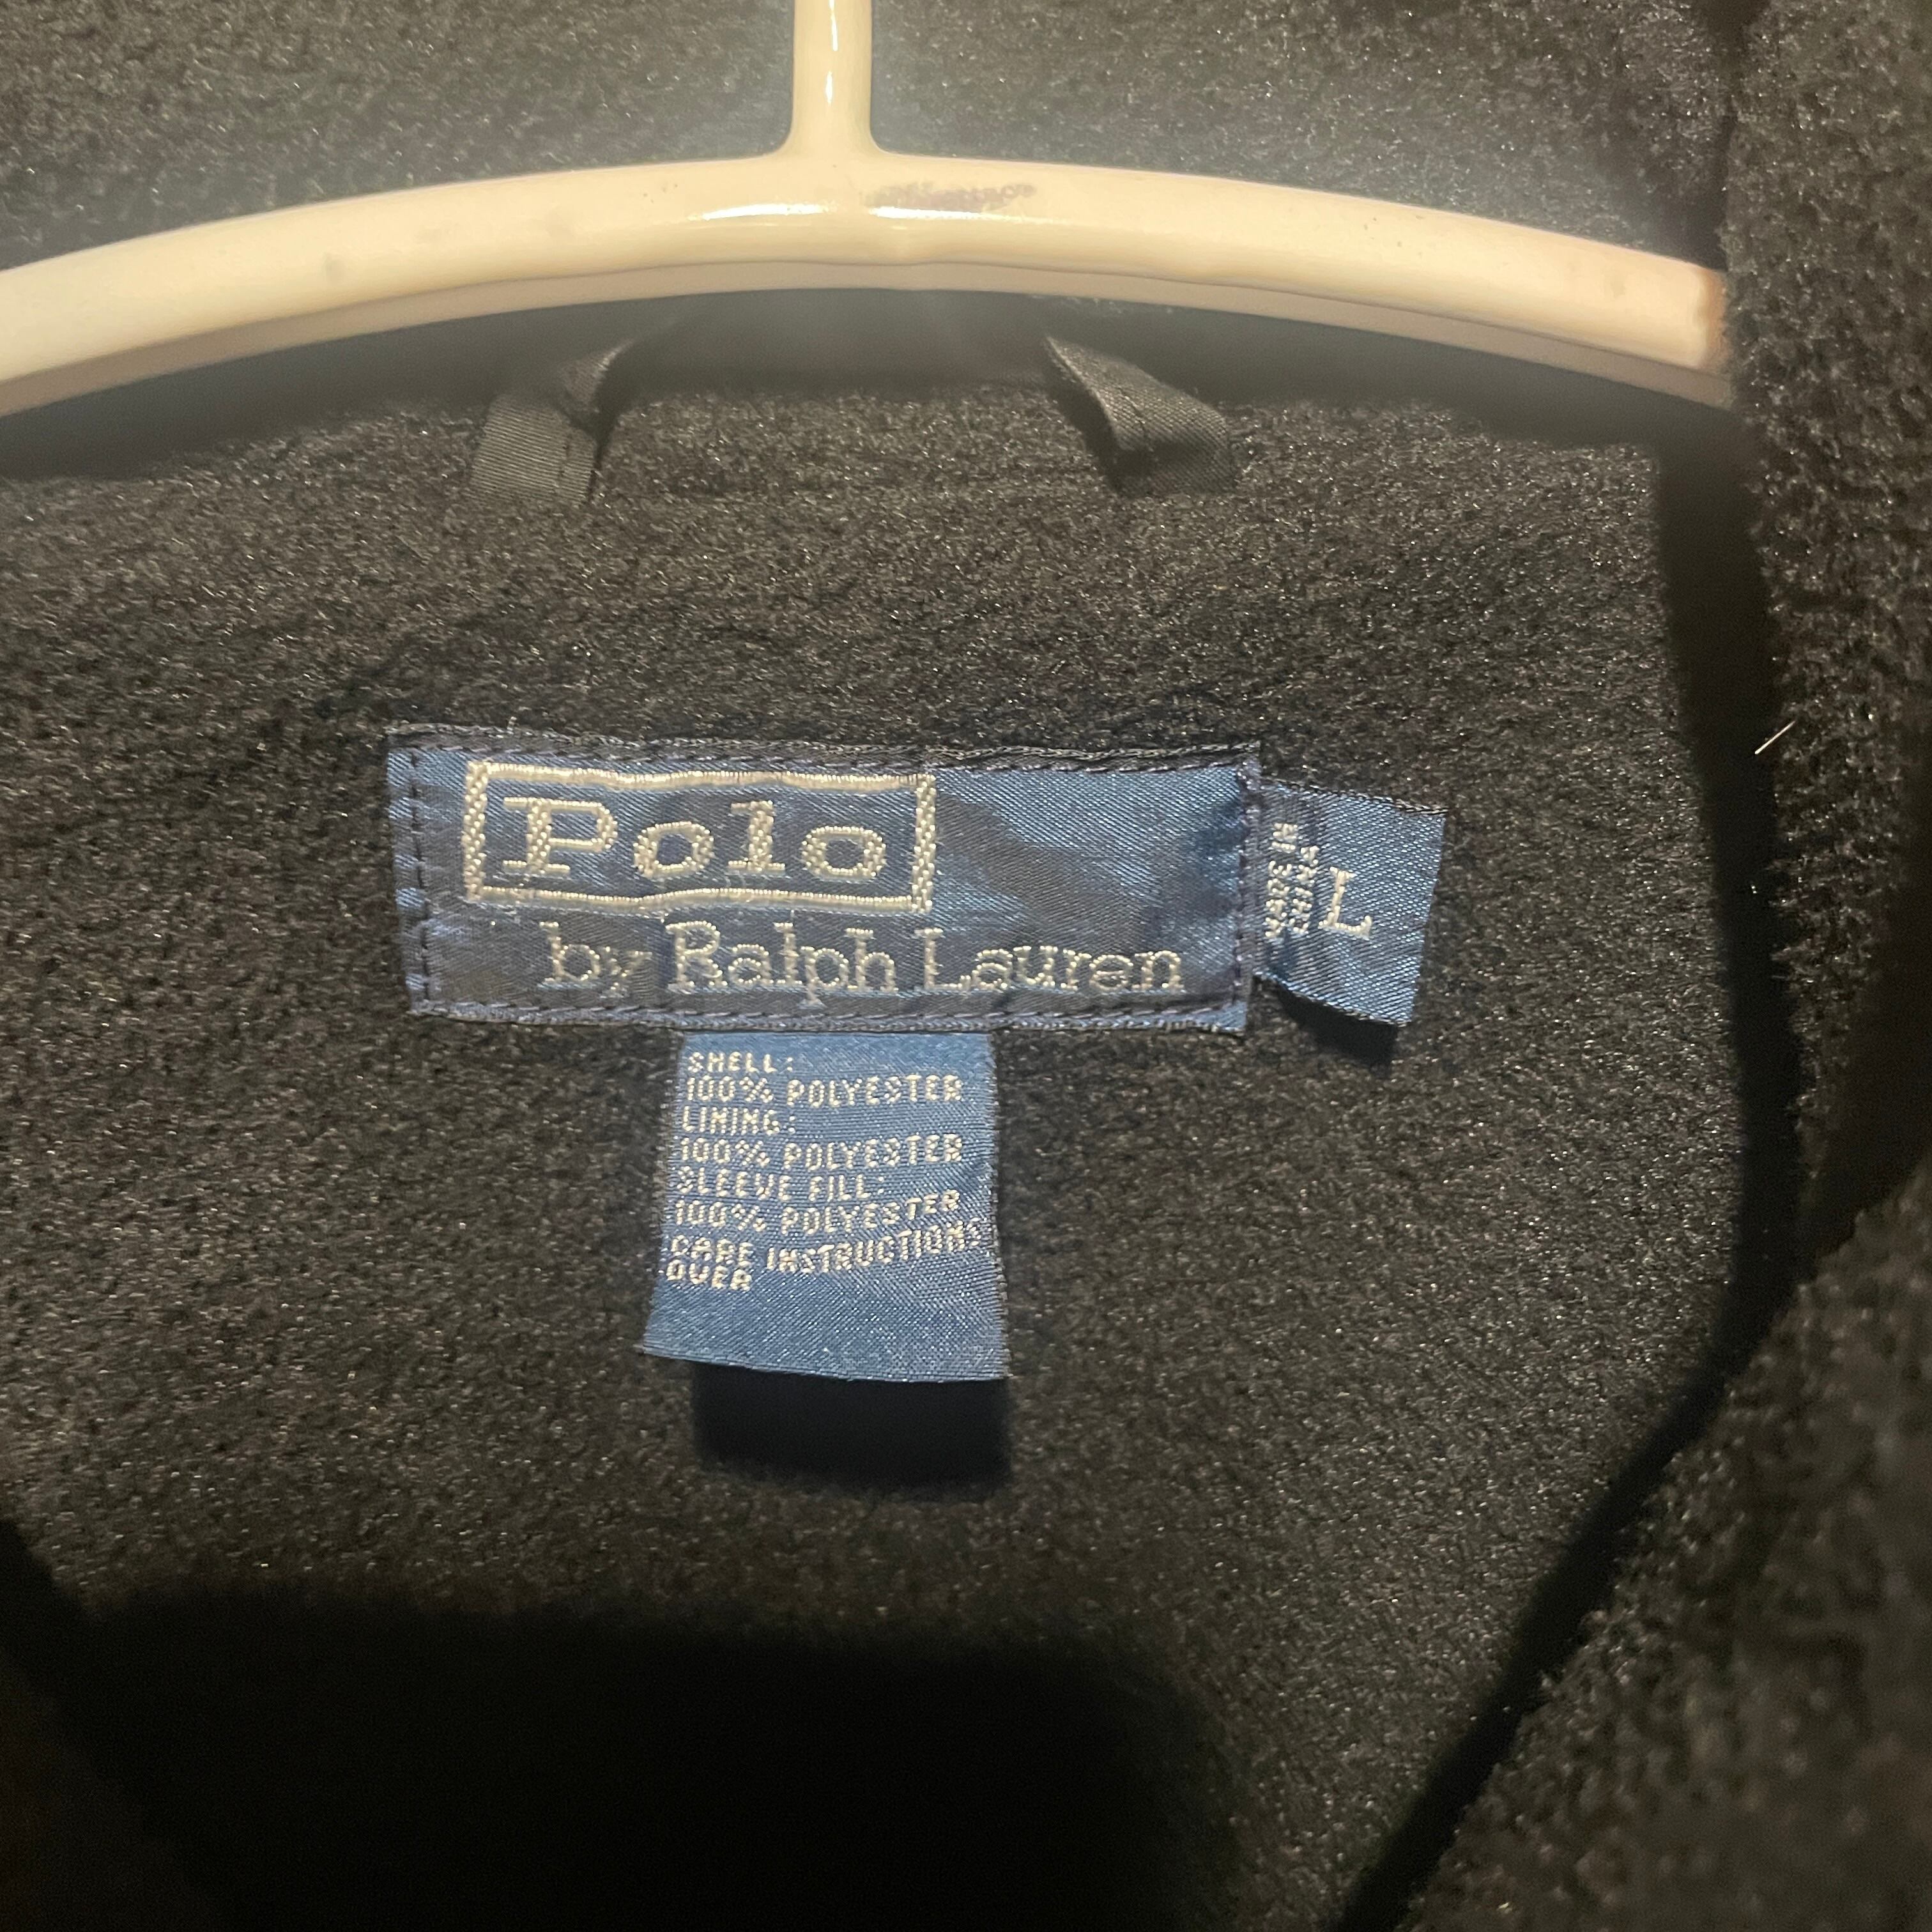 Polo
by Ralph Lauren
L
SHELL:
100% POLYESTER
LINING:
100% POLYESTER
SLEEVE FILL:
100% POLYESTER
CARE INSTRUCTIONS
OVER